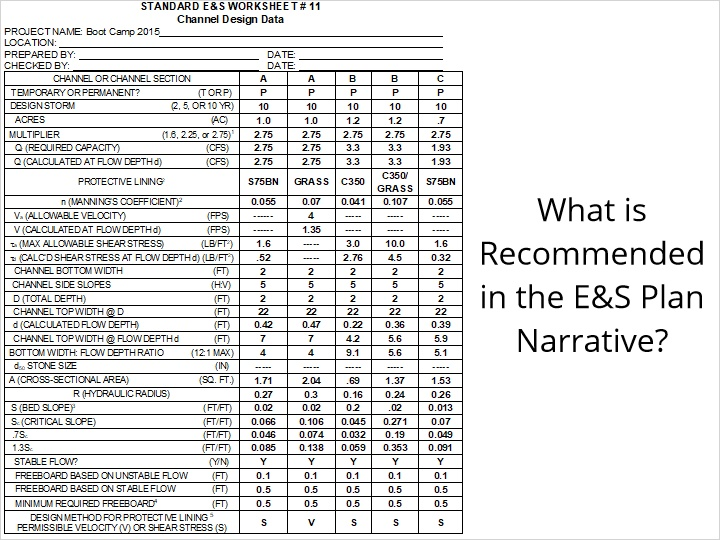 STANDARD E&S WORKSHEET # 11
Channel Design Data
PROJECT NAME: Boot Camp 2015
LOCATION:
PREPARED BY: DATE:
CHECKED BY: DATE:
CHANNEL OR CHANNEL SECTION A A B B C
TEMPORARY OR PERMANENT? (T OR P) P P P P P
DESIGN STORM (2, 5, OR 10 YR) 10 10 10 10 10
ACRES (AC) 1.0 1.0 1.2 1.2 .7
MULTIPLIER (1.6, 2.25, or 2.75)¹ 2.75 2.75 2.75 2.75 2.75
Qᵣ (REQUIRED CAPACITY) (CFS) 2.75 2.75 3.3 3.3 1.93
Q (CALCULATED AT FLOW DEPTH d) (CFS) 2.75 2.75 3.3 3.3 1.93
PROTECTIVE LINING² S75BN GRASS C350 C350/ GRASS S75BN
n (MANNING'S COEFFICIENT)² 0.055 0.07 0.041 0.107 0.055
Vₐ (ALLOWABLE VELOCITY) (FPS) ------ 4 ----- ----- -----
V (CALCULATED AT FLOW DEPTH d) (FPS) ------ 1.35 ----- ----- -----
τₐ (MAX ALLOWABLE SHEAR STRESS) (LB/FT²) 1.6 ----- 3.0 10.0 1.6
τd (CALC'D SHEAR STRESS AT FLOW DEPTH d) (LB/FT²) .52 ----- 2.76 4.5 0.32
CHANNEL BOTTOM WIDTH (FT) 2 2 2 2 2
CHANNEL SIDE SLOPES (H:V) 5 5 5 5 5
D (TOTAL DEPTH) (FT) 2 2 2 2 2
CHANNEL TOP WIDTH @ D (FT) 22 22 22 22 22
d (CALCULATED FLOW DEPTH) (FT) 0.42 0.47 0.22 0.36 0.39
CHANNEL TOP WIDTH @ FLOW DEPTH d (FT) 7 7 4.2 5.6 5.9
BOTTOM WIDTH: FLOW DEPTH RATIO (12:1 MAX) 4 4 9.1 5.6 5.1
d₅₀ STONE SIZE (IN) ----- ----- ----- ----- -----
A (CROSS-SECTIONAL AREA) (SQ. FT.) 1.71 2.04 .69 1.37 1.53
R (HYDRAULIC RADIUS) 0.27 0.3 0.16 0.24 0.26
S (BED SLOPE)³ (FT/FT) 0.02 0.02 0.2 .02 0.013
S꜀ (CRITICAL SLOPE) (FT/FT) 0.066 0.106 0.045 0.271 0.07
.7S꜀ (FT/FT) 0.046 0.074 0.032 0.19 0.049
1.3S꜀ (FT/FT) 0.085 0.138 0.059 0.353 0.091
STABLE FLOW? (Y/N) Y Y Y Y Y
FREEBOARD BASED ON UNSTABLE FLOW (FT) 0.1 0.1 0.1 0.1 0.1
FREEBOARD BASED ON STABLE FLOW (FT) 0.5 0.5 0.5 0.5 0.5
MINIMUM REQUIRED FREEBOARD⁴ (FT) 0.5 0.5 0.5 0.5 0.5
DESIGN METHOD FOR PROTECTIVE LINING ⁵
PERMISSIBLE VELOCITY (V) OR SHEAR STRESS (S) S V S S S
What is
Recommended
in the E&S Plan
Narrative?